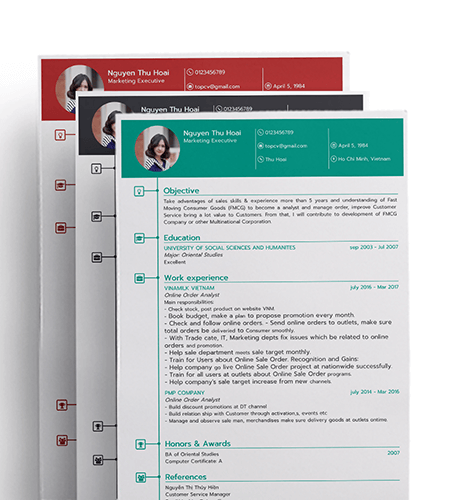 Nguyen Thu Hoai
Marketing Executive
0123456789
topcv@gmail.com
April 5, 1984
Nguyen Thu Hoai
0123456789
Nguyen Thu Hoai
Marketing Executive
0123456789
topcv@gmail.com
Thu Hoai
April 5, 1984
Ho Chi Minh, Vietnam
Objective
Take advantages of sales skills & experience more than 5 years and understanding of Fast
Moving Consumer Goods (FMCG) to become a analyst and manage order, improve Customer
Service bring a lot value to Customers. From that, I will contribute to development of FMCG
Company or other Multinational Corporation.
Education
UNIVERSITY OF SOCIAL SCIENCES AND HUMANITES
sep 2003 - Jul 2007
Major: Oriental Studies
Excellent
Work experience
VINAMILK VIETNAM
july 2016 - Mar 2017
Online Order Analyst
Main responsibilities:
- Check stock, post product on website VNM.
- Book budget, make a plan to propose promotion every month.
- Check and follow online orders. - Send online orders to outlets, make sure
total orders be delivered to Consumer smoothly.
- With Trade cate, IT, Marketing depts fix issues which be related to online
orders and promotion.
- Help sale department meets sale target monthly.
- Train for Users about Online Sale Order. Recognition and Gains:
- Help company go live Online Sale Order project at nationwide successfully
- Train for all users at outlets about Online Sale Order programs.
- Help company's sale target increase from new channels.
PMP COMPANY
july 2014 - Mar 2016
Online Order Analyst
- Build discount promotions at DT channel
- Build relation ship with Customer through activation,s, events etc
- Manage and observe sale man, merchandises make sure delivery goods at outlets ontime.
Honors & Awards
BA of Oriental Studies
2007
Computer Certificate: A
References
Nguyễn Thị Thúy Hiền
Customer Service Manager